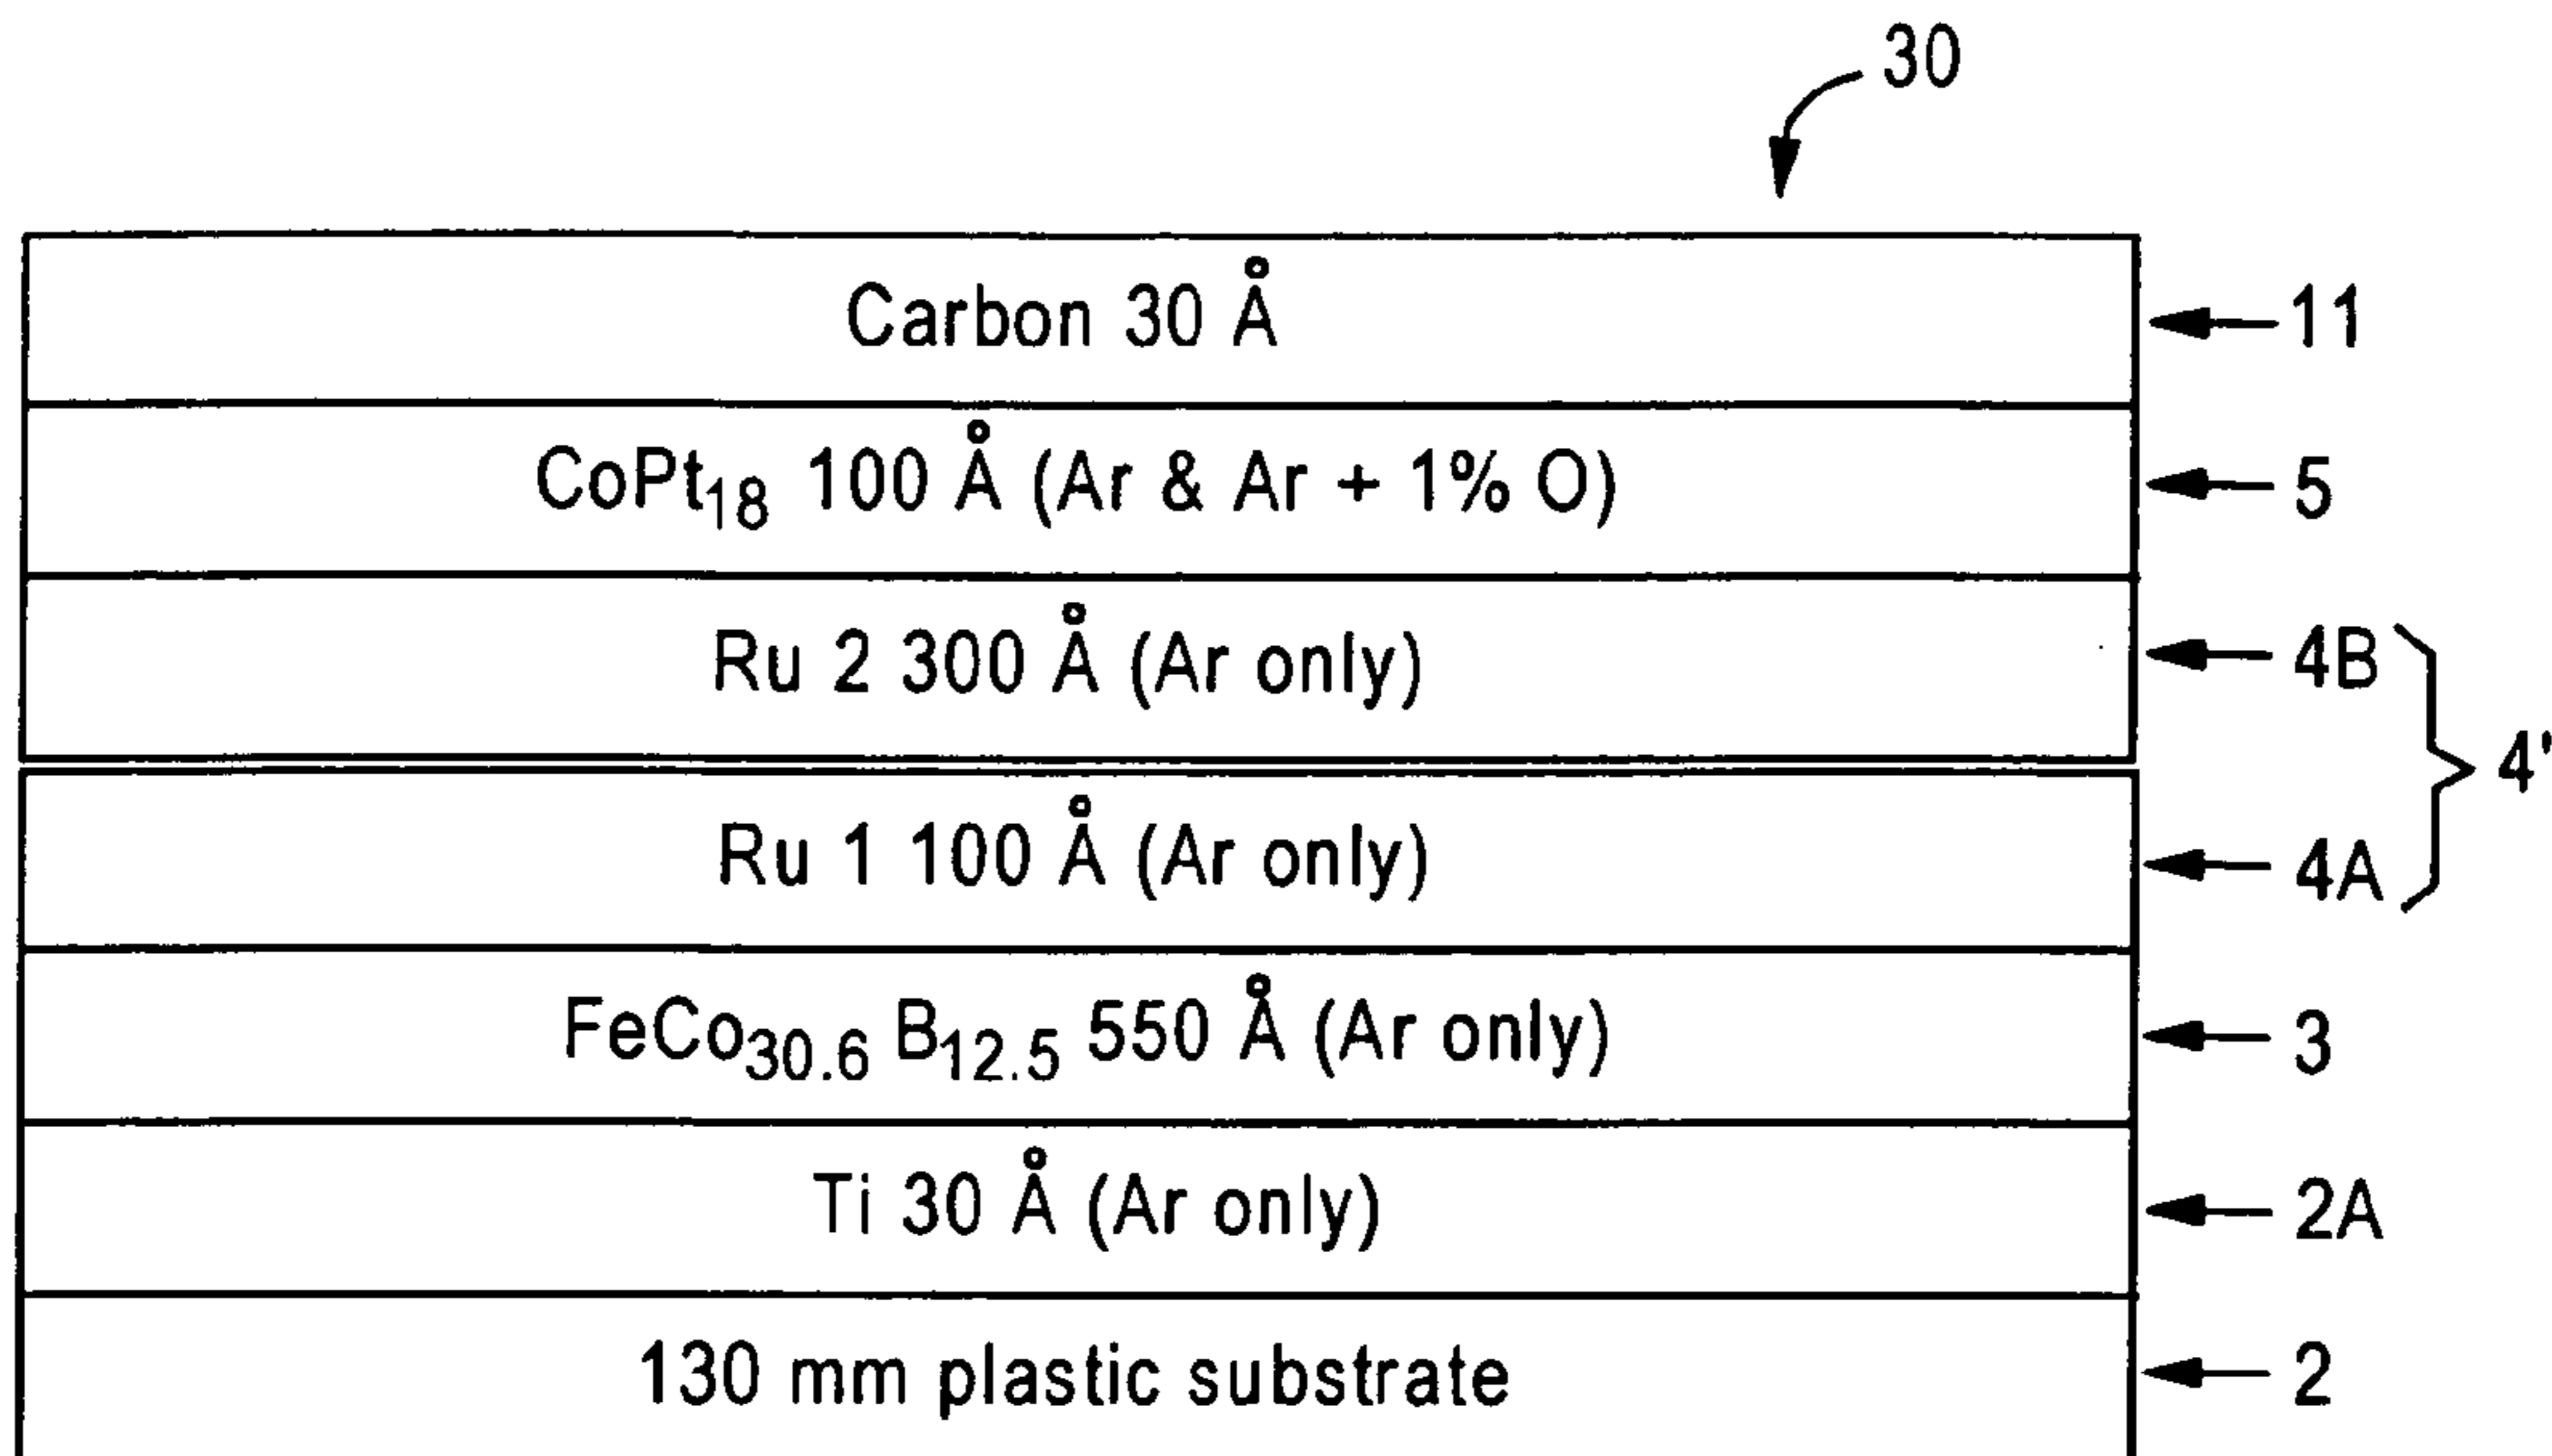 30
Carbon 30 Å 11
CoPt₁₈ 100 Å (Ar & Ar + 1% O) 5
Ru 2 300 Å (Ar only) 4B
4'
Ru 1 100 Å (Ar only) 4A
FeCo₃₀.₆ B₁₂.₅ 550 Å (Ar only) 3
Ti 30 Å (Ar only) 2A
130 mm plastic substrate 2